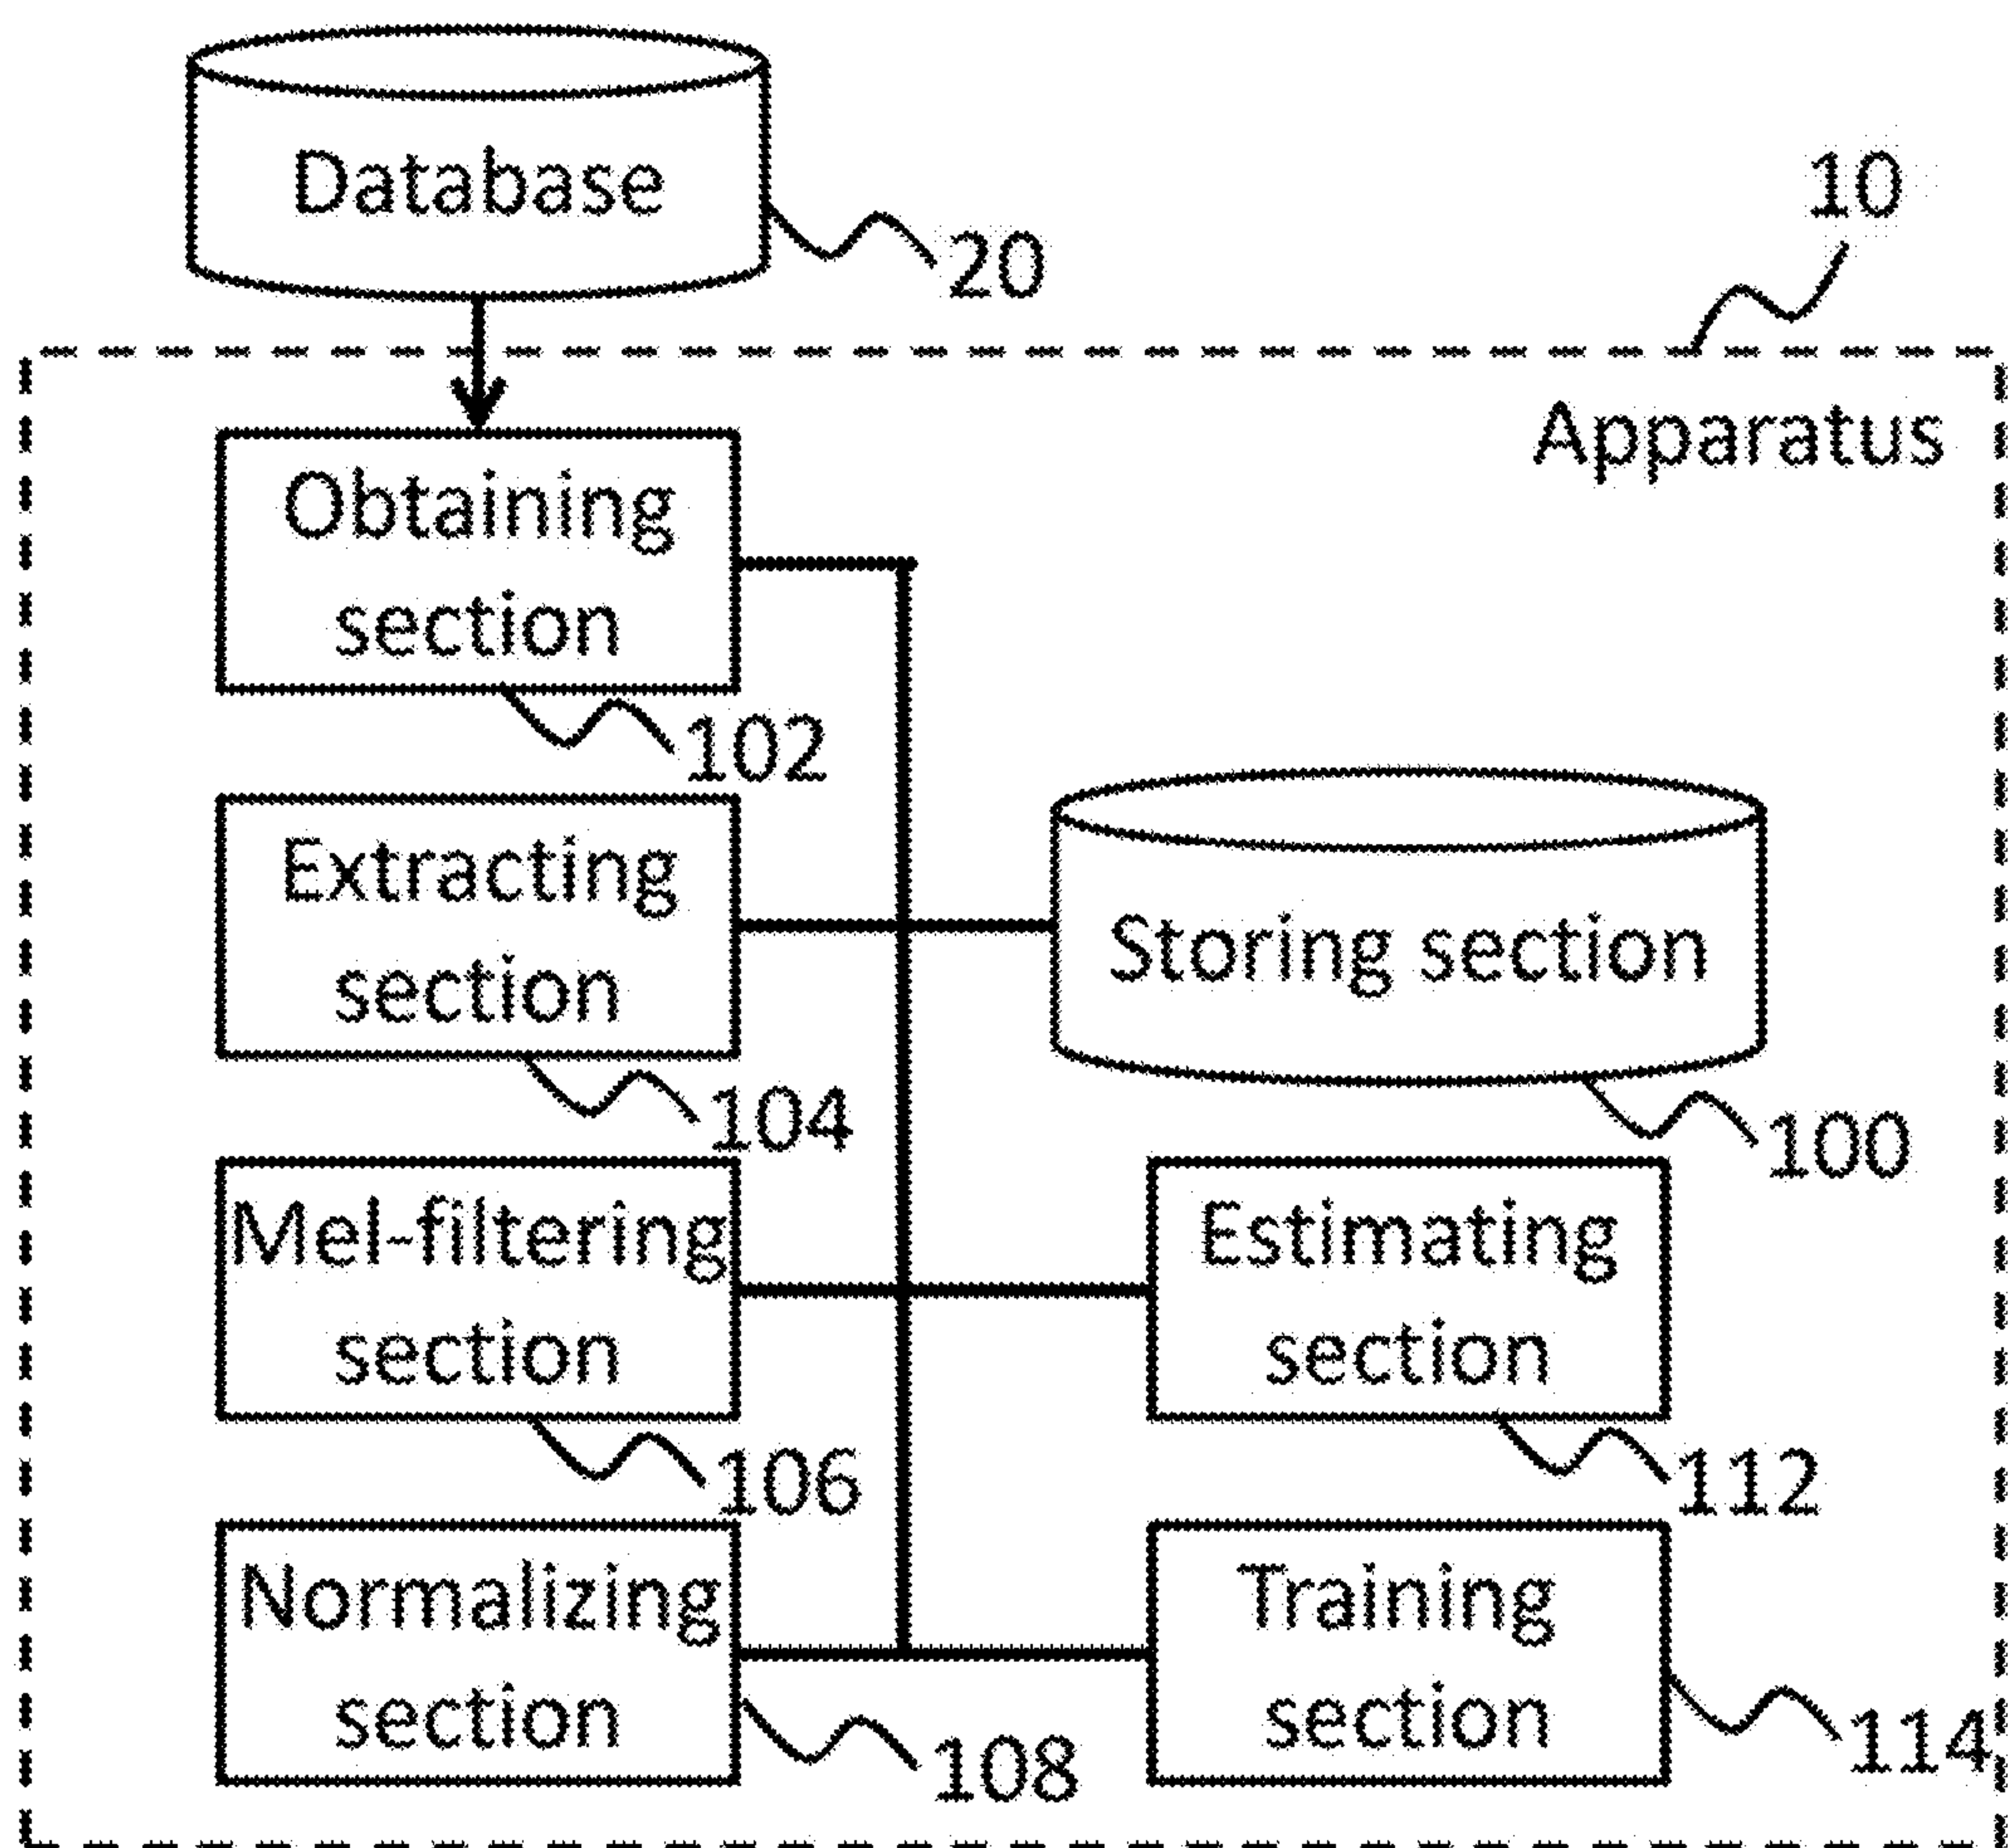 Database
20
10
Apparatus
Obtaining
section
102
Extracting
section
104
Storing section
100
Mel-filtering
section
106
Estimating
section
112
Normalizing
section
108
Training
section
114